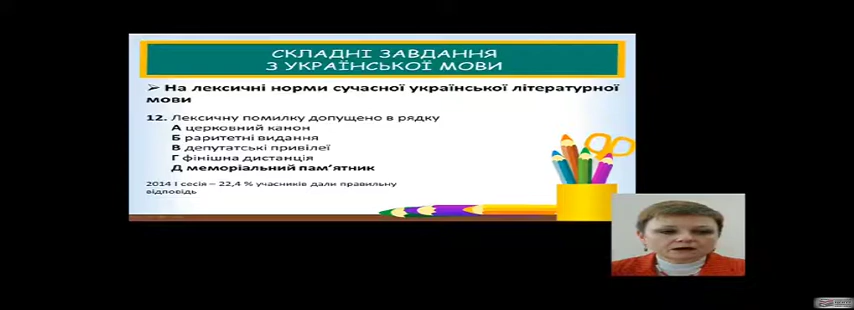 СКЛАДНІ ЗАВДАННЯ
З УКРАЇНСЬКОЇ МОВИ
➢ На лексичні норми сучасної української літературної
мови
12. Лексичну помилку допущено в рядку
А церковний канон
Б раритетні видання
В депутатські привілеї
Г фінішна дистанція
Д меморіальний пам'ятник
2014 І сесія – 22,4 % учасників дали правильну
відповідь